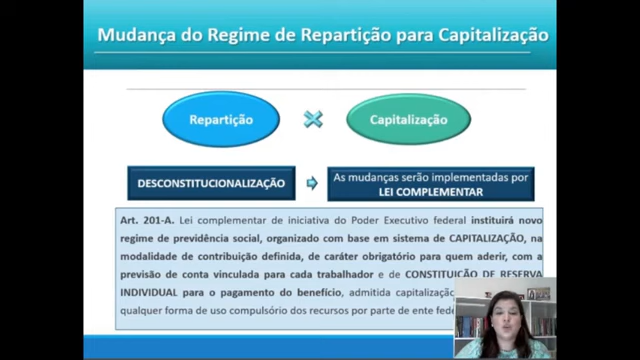 Mudança do Regime de Repartição para Capitalização
Repartição
Capitalização
DESCONSTITUCIONALIZAÇÃO
As mudanças serão implementadas por
LEI COMPLEMENTAR
Art. 201-A. Lei complementar de iniciativa do Poder Executivo federal instituirá novo
regime de previdência social, organizado com base em sistema de CAPITALIZAÇÃO, na
modalidade de contribuição definida, de caráter obrigatório para quem aderir, com a
previsão de conta vinculada para cada trabalhador e de CONSTITUIÇÃO DE RESERVA
INDIVIDUAL para o pagamento do benefício, admitida capitalização
qualquer forma de uso compulsório dos recursos por parte de ente